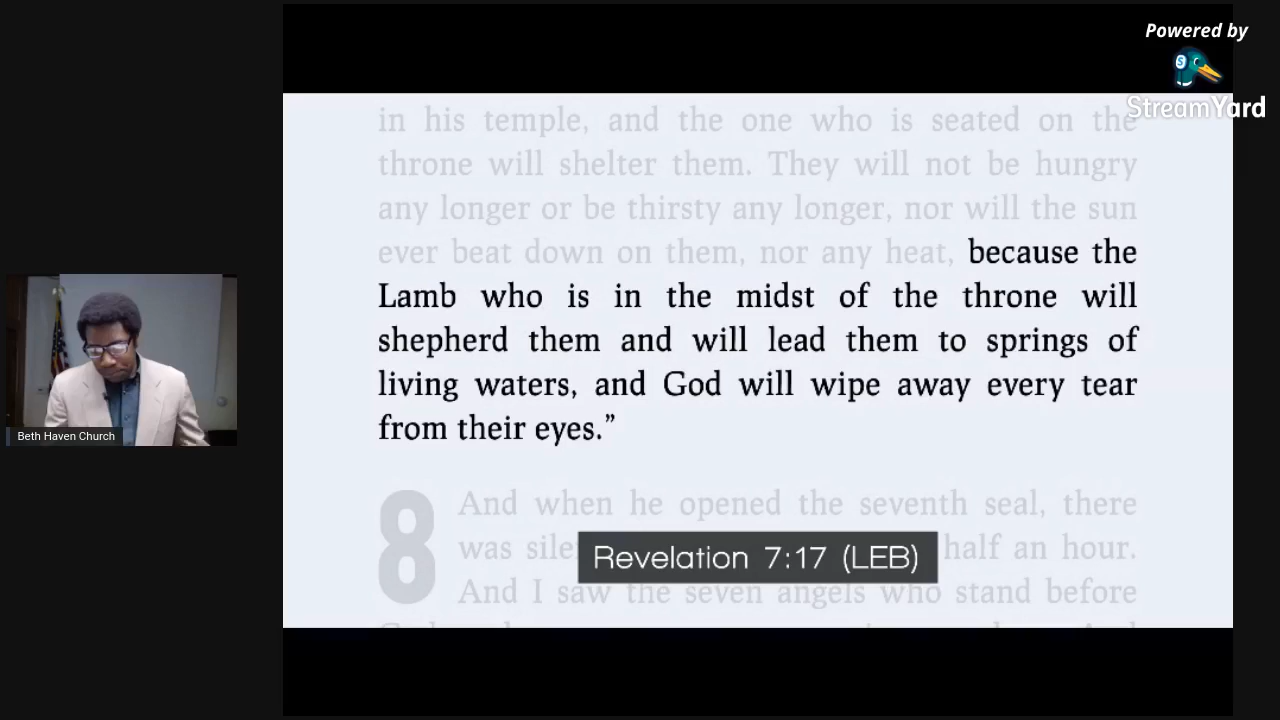 Powered by
StreamYard
in his temple, and the one who is seated on the
throne will shelter them. They will not be hungry
any longer or be thirsty any longer, nor will the sun
ever beat down on them, nor any heat, because the
Lamb who is in the midst of the throne will
shepherd them and will lead them to springs of
living waters, and God will wipe away every tear
from their eyes.”
8 And when he opened the seventh seal, there
was half an hour.
Revelation 7:17 (LEB)
And I saw the seven angels who stand before
Beth Haven Church